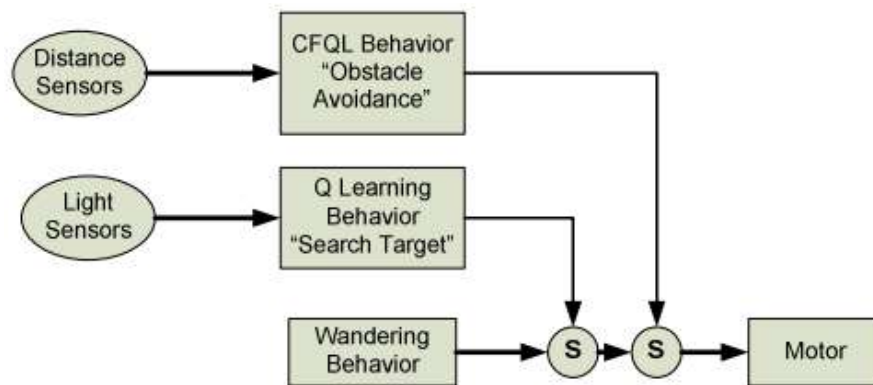 Distance
Sensors
CFQL Behavior
“Obstacle
Avoidance”
Light
Sensors
Q Learning
Behavior
“Search Target”
Wandering
Behavior
S
S
Motor